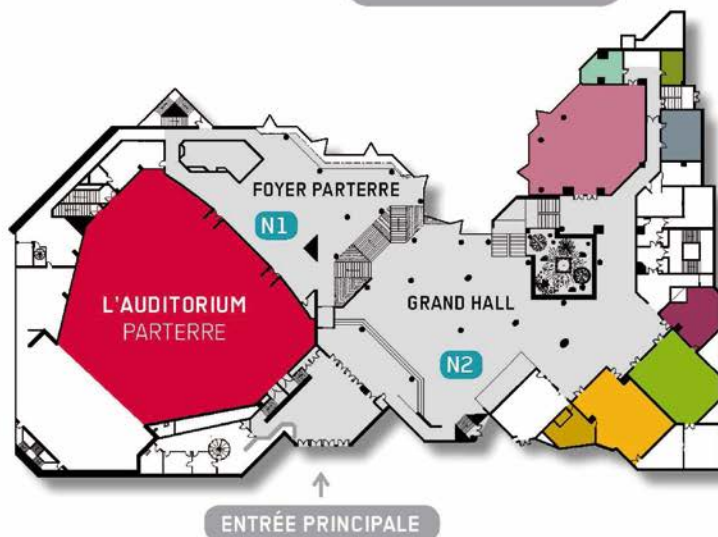 FOYER PARTERRE
N1
L'AUDITORIUM
PARTERRE
GRAND HALL
N2
ENTRÉE PRINCIPALE